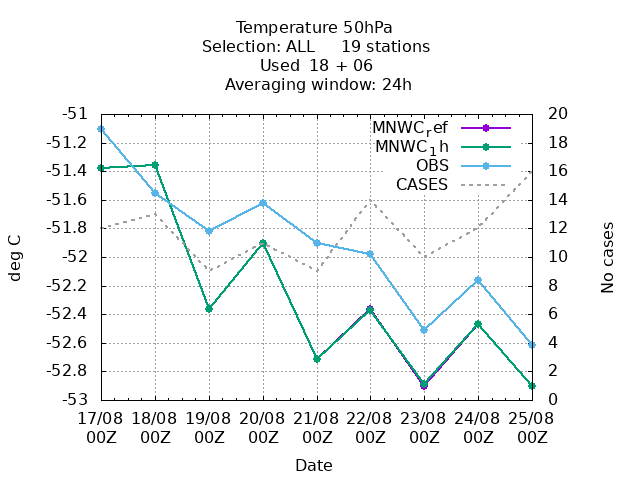 Temperature 50hPa
Selection: ALL 19 stations
Used 18 + 06
Averaging window: 24h
MNWC_ref
MNWC_1h
OBS
CASES
deg C
-51
-51.2
-51.4
-51.6
-51.8
-52
-52.2
-52.4
-52.6
-52.8
-53
No cases
20
18
16
14
12
10
8
6
4
2
0
17/08 18/08 19/08 20/08 21/08 22/08 23/08 24/08 25/08
00Z 00Z 00Z 00Z 00Z 00Z 00Z 00Z 00Z
Date